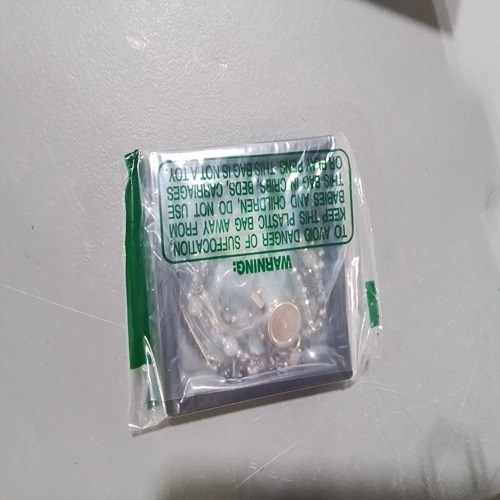 WARNING:
TO AVOID DANGER OF SUFFOCATION,
KEEP THIS PLASTIC BAG AWAY FROM
BABIES AND CHILDREN, DO NOT USE
THIS BAG IN CRIBS, BEDS, CARRIAGES
OR PLAY PENS. THIS BAG IS NOT A TOY.